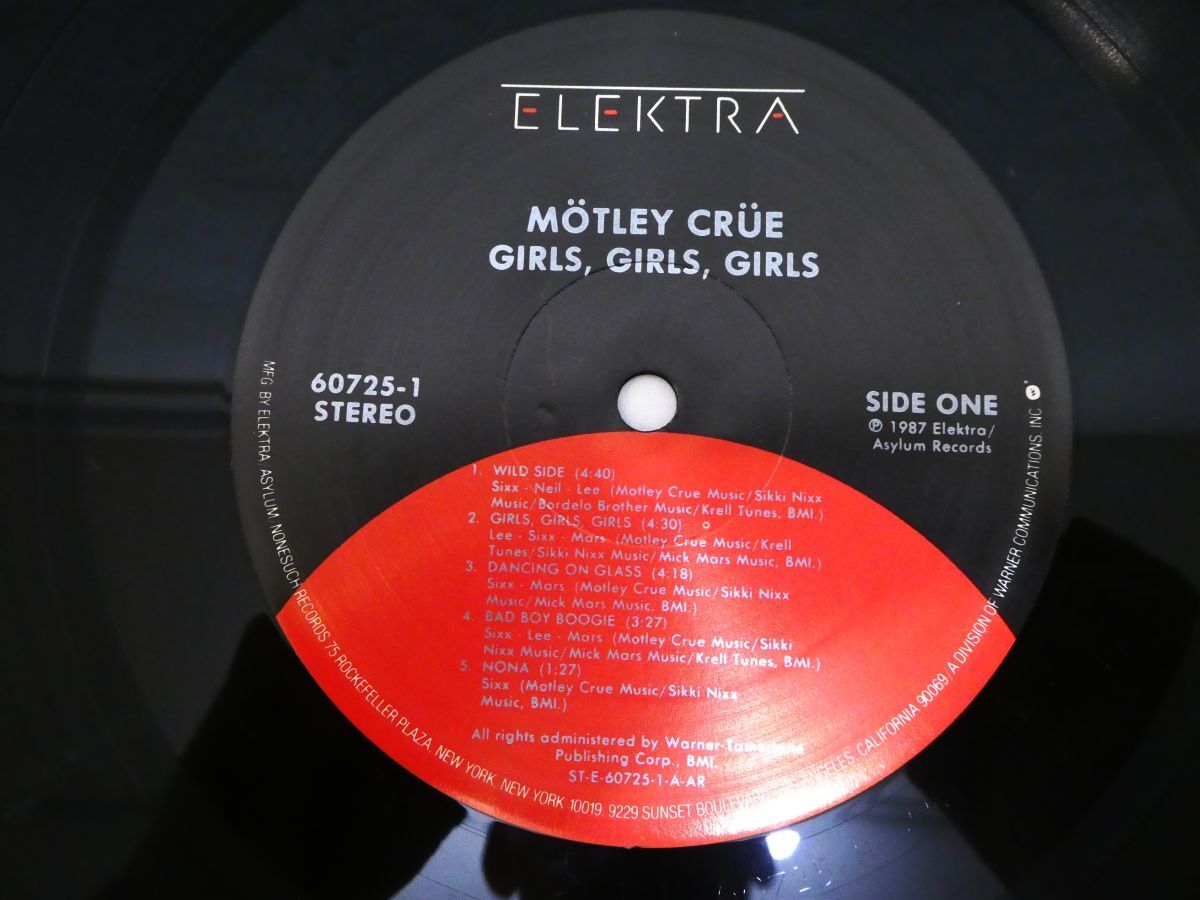 ELEKTRA
MÖTLEY CRÜE
GIRLS, GIRLS, GIRLS
60725-1
STEREO
SIDE ONE
℗ 1987 Elektra/
Asylum Records
1. WILD SIDE (4:40)
Sixx - Neil - Lee (Motley Crue Music/Sikki Nixx
Music/Bordelo Brother Music/Krell Tunes, BMI.)
2. GIRLS, GIRLS, GIRLS (4:30)
Lee - Sixx - Mars (Motley Crue Music/Krell
Tunes/Sikki Nixx Music/Mick Mars Music, BMI.)
3. DANCING ON GLASS (4:18)
Sixx - Mars (Motley Crue Music/Sikki Nixx
Music/Mick Mars Music, BMI.)
4. BAD BOY BOOGIE (3:27)
Sixx - Lee - Mars (Motley Crue Music/Sikki
Nixx Music/Mick Mars Music/Krell Tunes, BMI.)
5. NONA (1:27)
Sixx (Motley Crue Music/Sikki Nixx
Music, BMI.)
All rights administered by Warner-Tamerlane
Publishing Corp., BMI.
ST-E-60725-1-A-AR
MFG. BY ELEKTRA/ASYLUM/NONESUCH RECORDS, 75 ROCKEFELLER PLAZA, NEW YORK, NEW YORK 10019. 9229 SUNSET CALIFORNIA 90069/A DIVISION OF WARNER COMMUNICATIONS, INC.